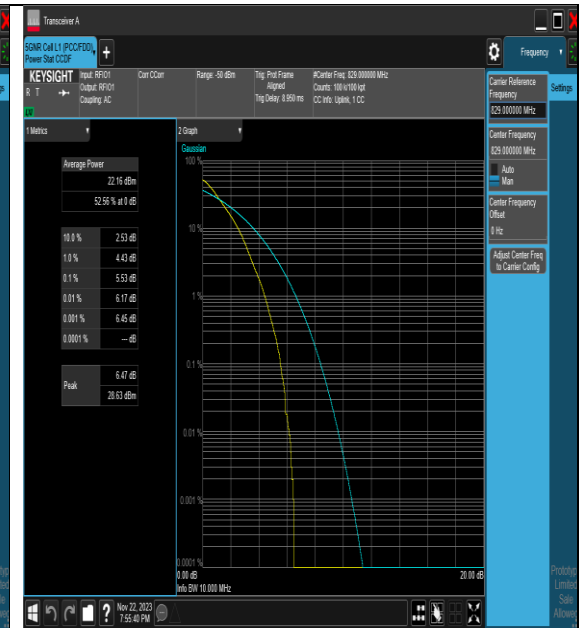 Transceiver A
5GNR Cell L1 (PCC/FDD),
Power Stat CCDF
+
Frequency
KEYSIGHT
R T
Input: RFIO1
Output: RFIO1
Coupling: AC
Corr CCorr
Range: -50 dBm
Trig: Prot Frame
Aligned
Trig Delay: 8.950 ms
#Center Freq: 829.000000 MHz
Counts: 100 k/100 kpt
CC Info: Uplink, 1 CC
1 Metrics
Average Power
22.16 dBm
52.56 % at 0 dB
10.0 % 2.53 dB
1.0 % 4.43 dB
0.1 % 5.53 dB
0.01 % 6.17 dB
0.001 % 6.45 dB
0.0001 % --- dB
Peak
6.47 dB
28.63 dBm
2 Graph
Gaussian
100 %
10 %
1 %
0.1 %
0.01 %
0.001 %
0.0001 %
0.00 dB
20.00 dB
Info BW 10.000 MHz
Carrier Reference
Frequency
829.000000 MHz
Center Frequency
829.000000 MHz
Auto
Man
Center Frequency
Offset
0 Hz
Adjust Center Freq
to Carrier Config
Settings
?
Nov 22, 2023
7:55:40 PM